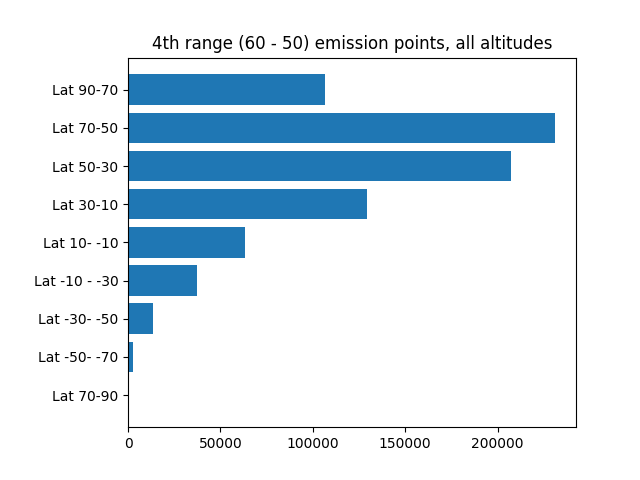 4th range (60 - 50) emission points, all altitudes
Lat 90-70
Lat 70-50
Lat 50-30
Lat 30-10
Lat 10- -10
Lat -10 - -30
Lat -30- -50
Lat -50- -70
Lat 70-90
0 50000 100000 150000 200000